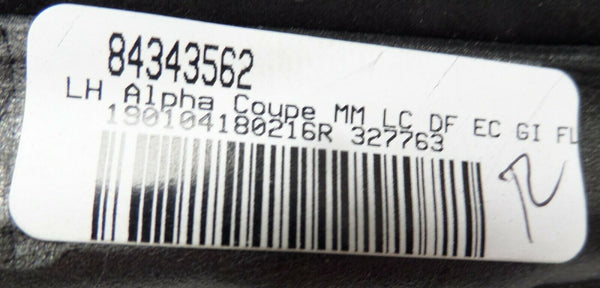 84343562
LH Alpha Coupe MM LC DF EC GI FL
190104180216R 327763